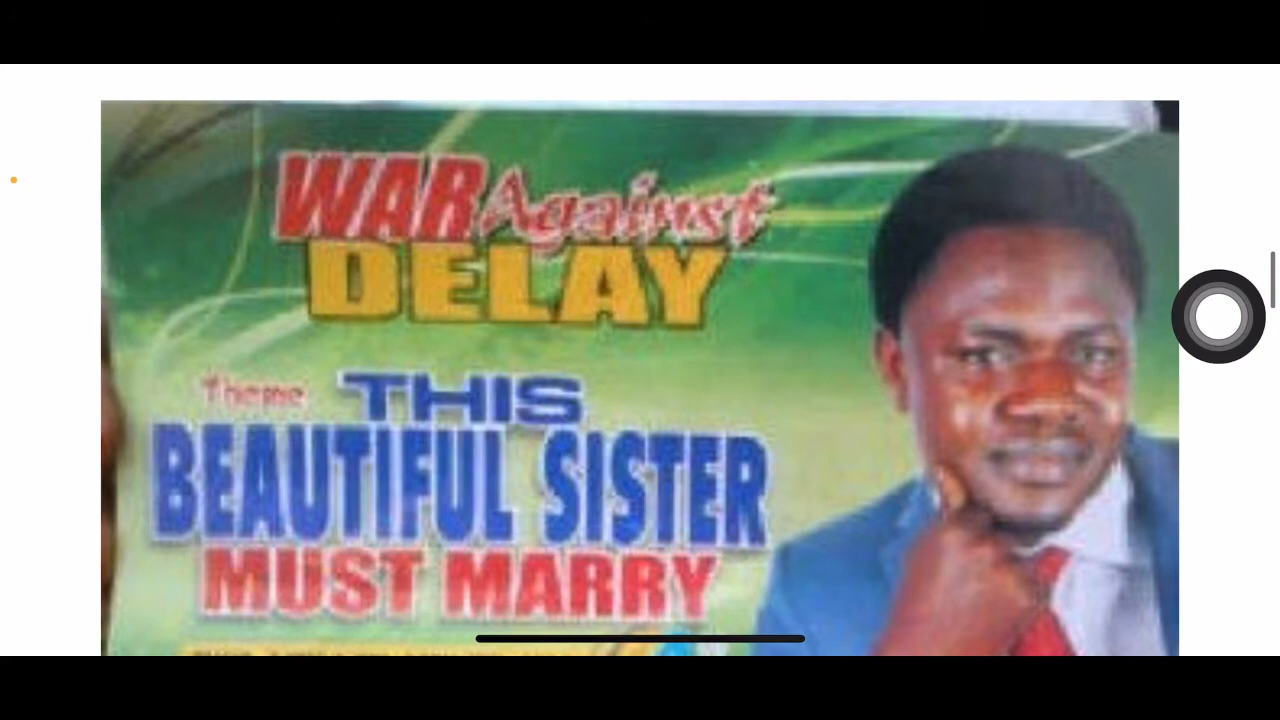 WAR Against
DELAY
Theme THIS
BEAUTIFUL SISTER
MUST MARRY